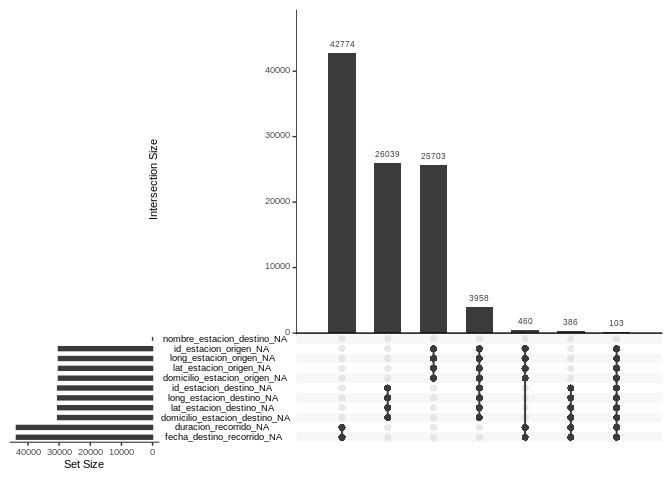 42774
40000
30000
Intersection Size
26039
25703
20000
10000
3958
460
386
103
0
nombre_estacion_destino_NA
id_estacion_origen_NA
long_estacion_origen_NA
lat_estacion_origen_NA
domicilio_estacion_origen_NA
id_estacion_destino_NA
long_estacion_destino_NA
lat_estacion_destino_NA
domicilio_estacion_destino_NA
duracion_recorrido_NA
fecha_destino_recorrido_NA
40000 30000 20000 10000 0
Set Size